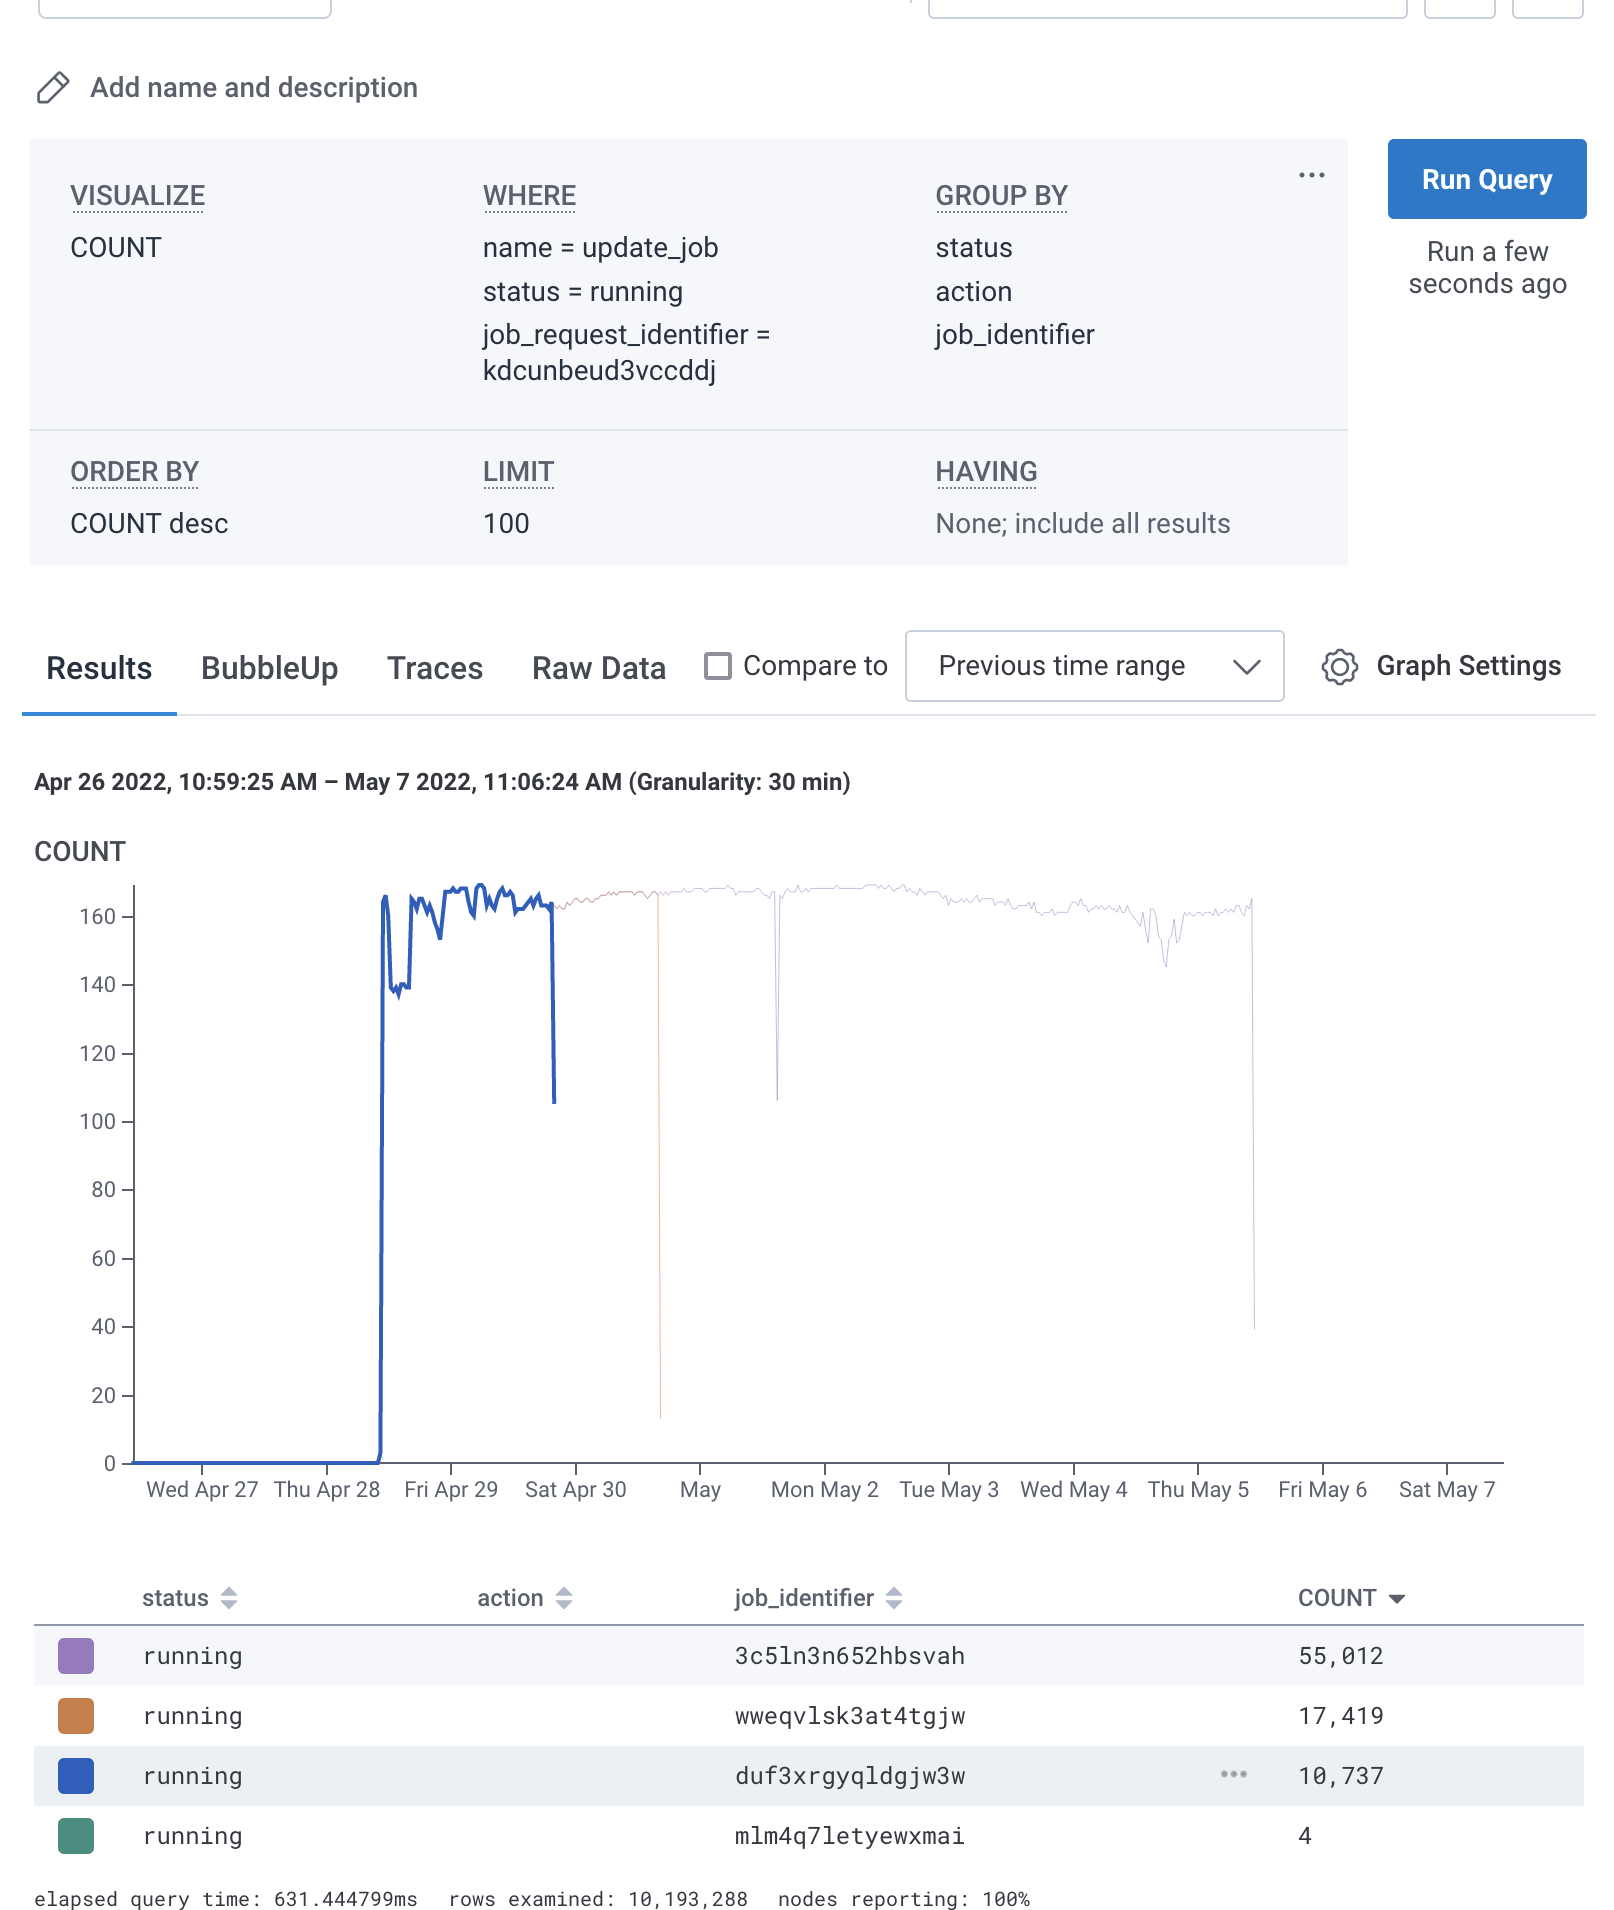 Add name and description
VISUALIZE
COUNT
WHERE
name = update_job
status = running
job_request_identifier =
kdcunbeud3vccddj
GROUP BY
status
action
job_identifier
Run Query
Run a few
seconds ago
ORDER BY
COUNT desc
LIMIT
100
HAVING
None; include all results
Results BubbleUp Traces Raw Data Compare to Previous time range Graph Settings
Apr 26 2022, 10:59:25 AM – May 7 2022, 11:06:24 AM (Granularity: 30 min)
COUNT
160
140
120
100
80
60
40
20
0
Wed Apr 27 Thu Apr 28 Fri Apr 29 Sat Apr 30 May Mon May 2 Tue May 3 Wed May 4 Thu May 5 Fri May 6 Sat May 7
status action job_identifier COUNT
running 3c5ln3n652hbsvah 55,012
running wweqvlsk3at4tgjw 17,419
running duf3xrgyqldgjw3w 10,737
running mlm4q7letyewxmai 4
elapsed query time: 631.444799ms rows examined: 10,193,288 nodes reporting: 100%